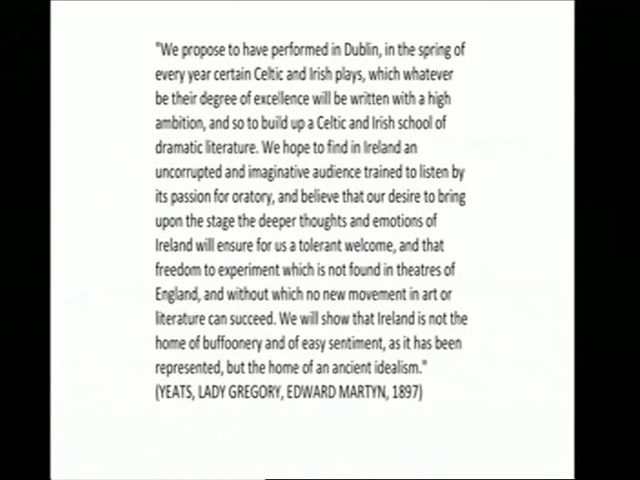 "We propose to have performed in Dublin, in the spring of
every year certain Celtic and Irish plays, which whatever
be their degree of excellence will be written with a high
ambition, and so to build up a Celtic and Irish school of
dramatic literature. We hope to find in Ireland an
uncorrupted and imaginative audience trained to listen by
its passion for oratory, and believe that our desire to bring
upon the stage the deeper thoughts and emotions of
Ireland will ensure for us a tolerant welcome, and that
freedom to experiment which is not found in theatres of
England, and without which no new movement in art or
literature can succeed. We will show that Ireland is not the
home of buffoonery and of easy sentiment, as it has been
represented, but the home of an ancient idealism."
(YEATS, LADY GREGORY, EDWARD MARTYN, 1897)